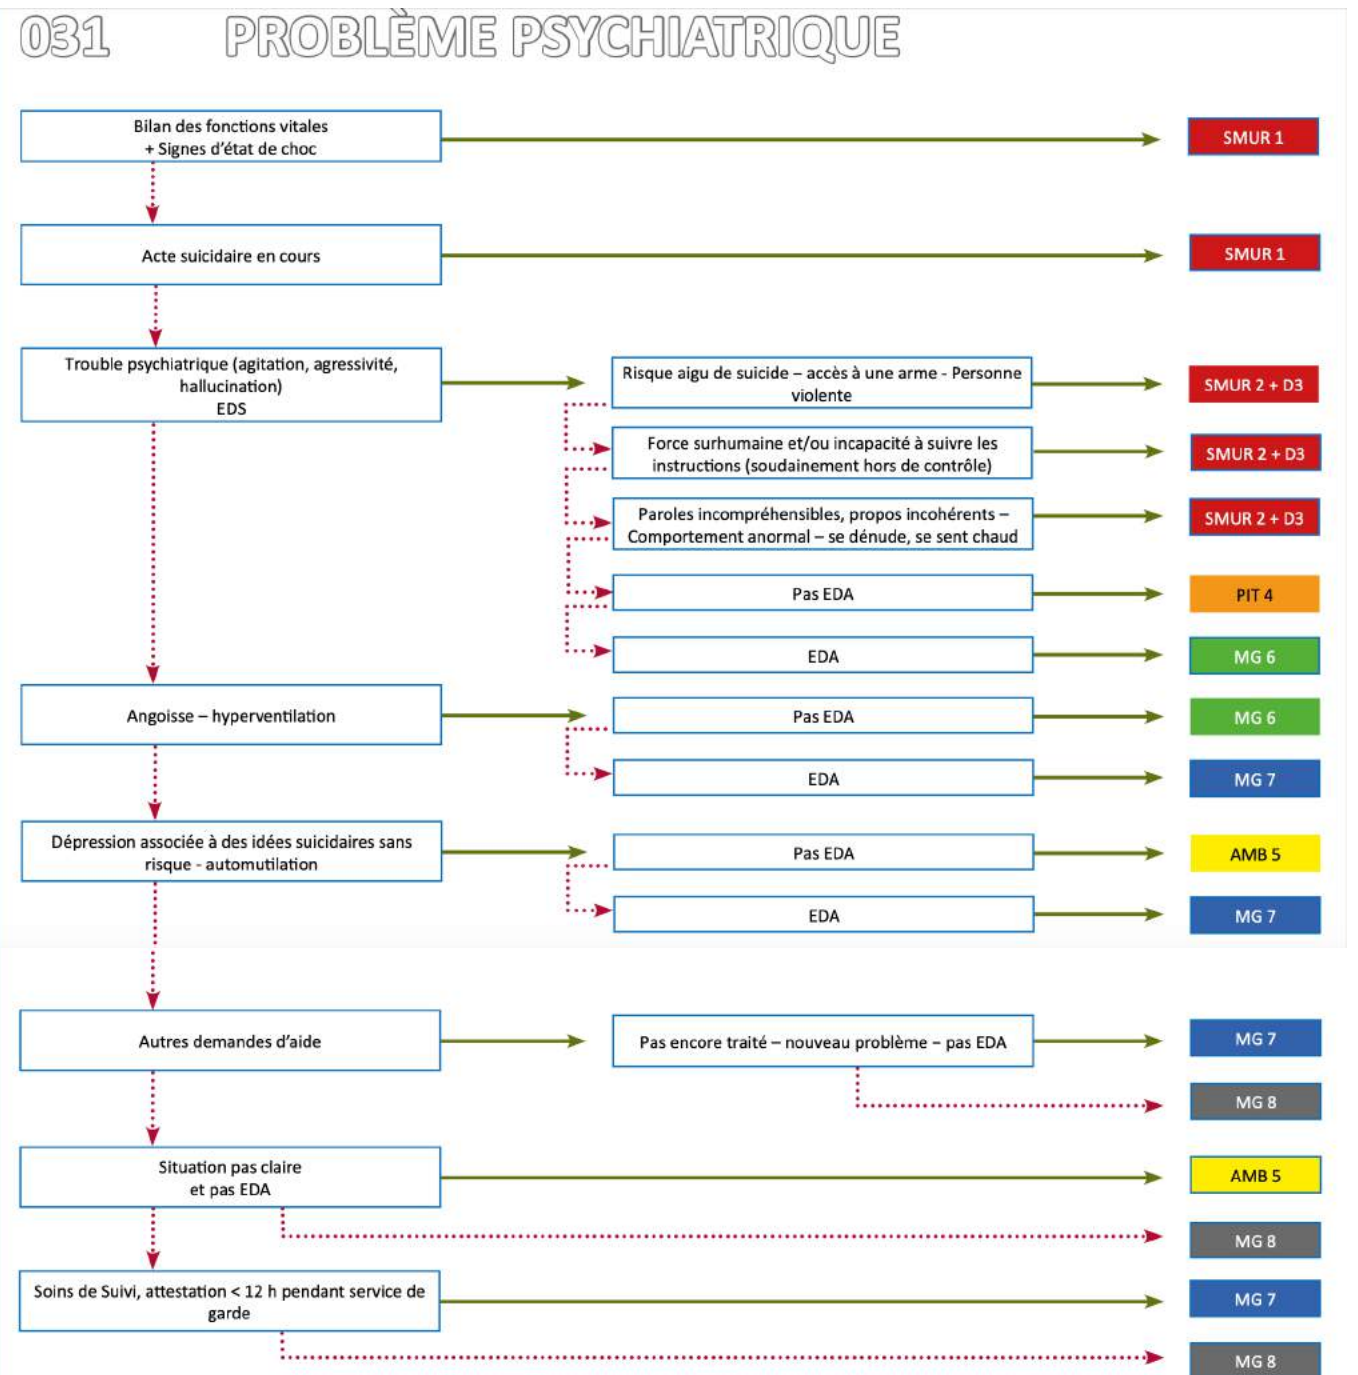 031 PROBLÈME PSYCHIATRIQUE
Bilan des fonctions vitales
+ Signes d'état de choc
SMUR 1
Acte suicidaire en cours
SMUR 1
Trouble psychiatrique (agitation, agressivité,
hallucination)
EDS
Risque aigu de suicide – accès à une arme - Personne
violente
SMUR 2 + D3
Force surhumaine et/ou incapacité à suivre les
instructions (soudainement hors de contrôle)
SMUR 2 + D3
Paroles incompréhensibles, propos incohérents –
Comportement anormal – se dénude, se sent chaud
SMUR 2 + D3
Pas EDA
PIT 4
EDA
MG 6
Angoisse – hyperventilation
Pas EDA
MG 6
EDA
MG 7
Dépression associée à des idées suicidaires sans
risque - automutilation
Pas EDA
AMB 5
EDA
MG 7
Autres demandes d'aide
Pas encore traité – nouveau problème – pas EDA
MG 7
MG 8
Situation pas claire
et pas EDA
AMB 5
MG 8
Soins de Suivi, attestation < 12 h pendant service de
garde
MG 7
MG 8